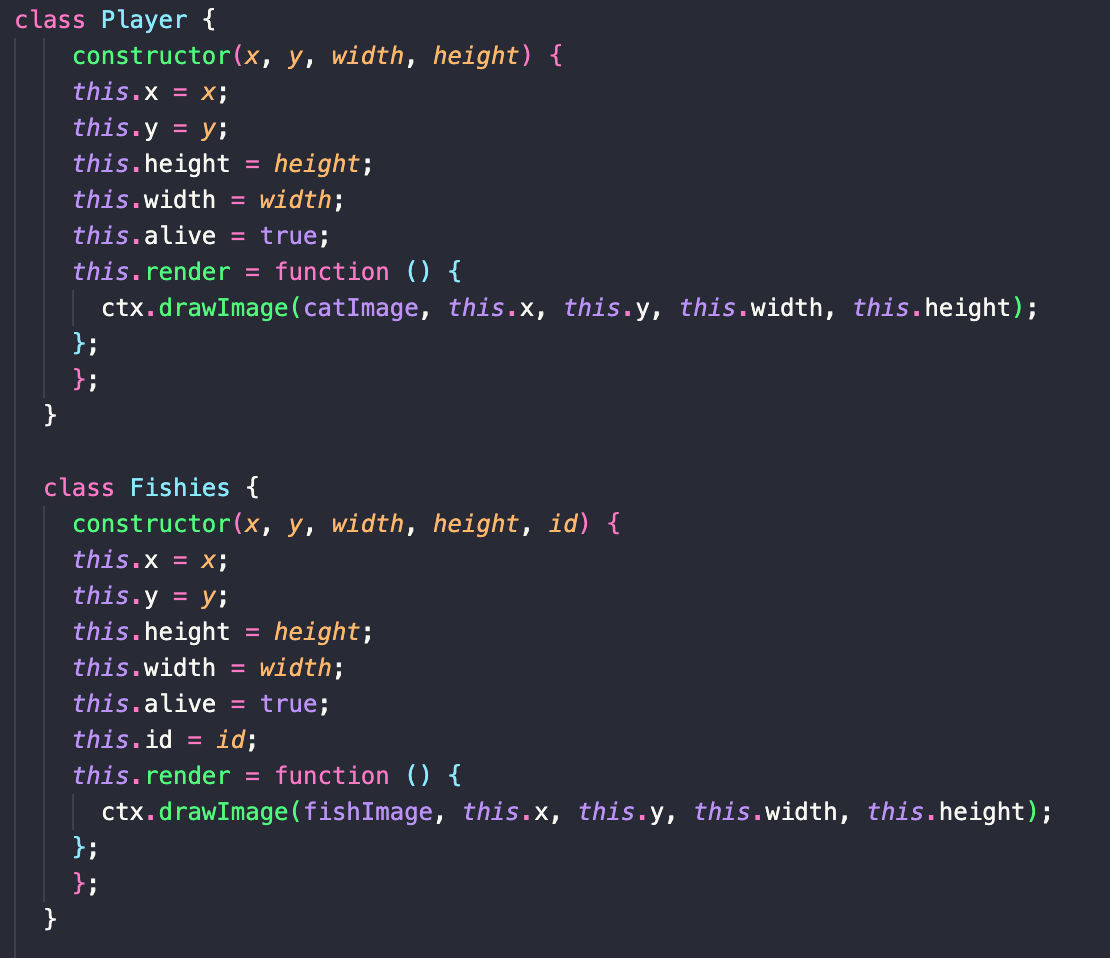 class Player {
constructor(x, y, width, height) {
this.x = x;
this.y = y;
this.height = height;
this.width = width;
this.alive = true;
this.render = function () {
ctx.drawImage(catImage, this.x, this.y, this.width, this.height);
};
};
}
class Fishies {
constructor(x, y, width, height, id) {
this.x = x;
this.y = y;
this.height = height;
this.width = width;
this.alive = true;
this.id = id;
this.render = function () {
ctx.drawImage(fishImage, this.x, this.y, this.width, this.height);
};
};
}